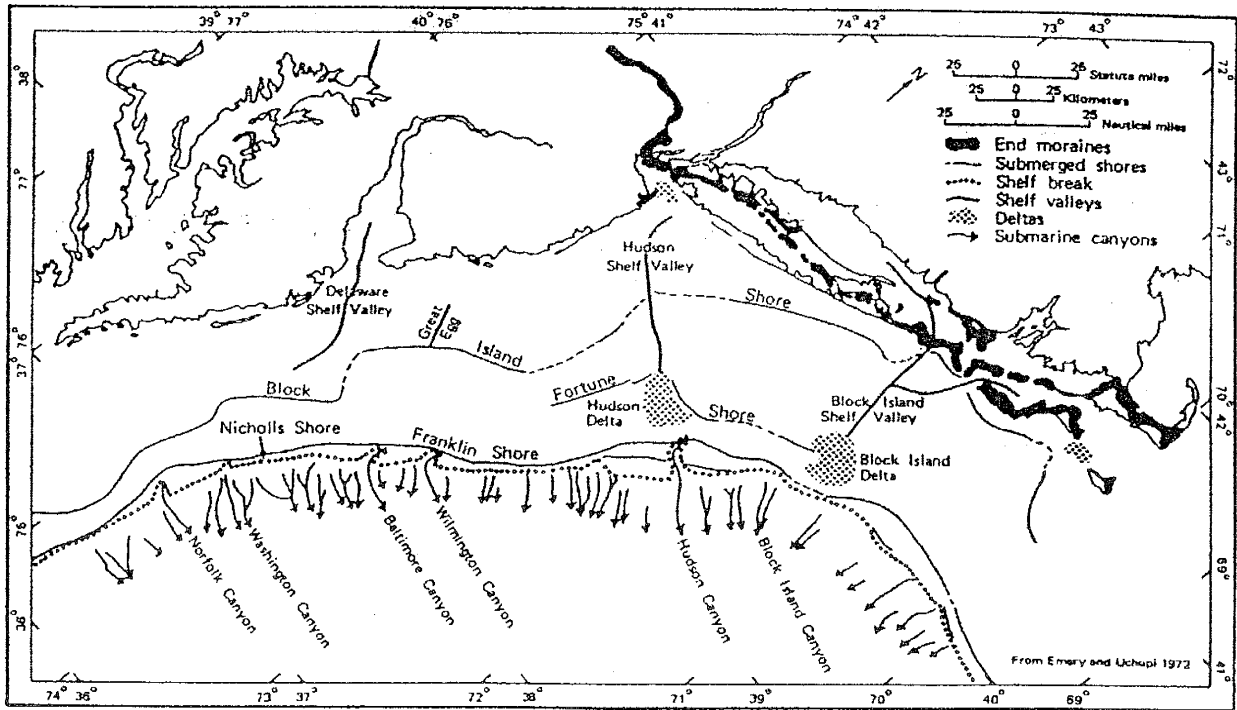 39° 77° 40° 76° 75° 41° 74° 42° 73° 43°
38°
77°
37° 76°
75°
36°
72°
43°
71°
70° 42°
69°
41°
N
25 0 25 Statute miles
25 0 25 Kilometers
25 0 25 Nautical miles
End moraines
Submerged shores
Shelf break
Shelf valleys
Deltas
Submarine canyons
Hudson
Shelf Valley
Delaware
Shelf Valley
Great
Egg
Shore
Island
Block
Fortune
Shore
Hudson
Delta
Block Island
Shelf Valley
Block Island
Delta
Nicholls Shore
Franklin Shore
Norfolk Canyon
Washington Canyon
Baltimore Canyon
Wilmington Canyon
Hudson Canyon
Block Island Canyon
From Emery and Uchupi 1972
74° 36° 73° 37° 72° 38° 71° 39° 70° 40° 69°